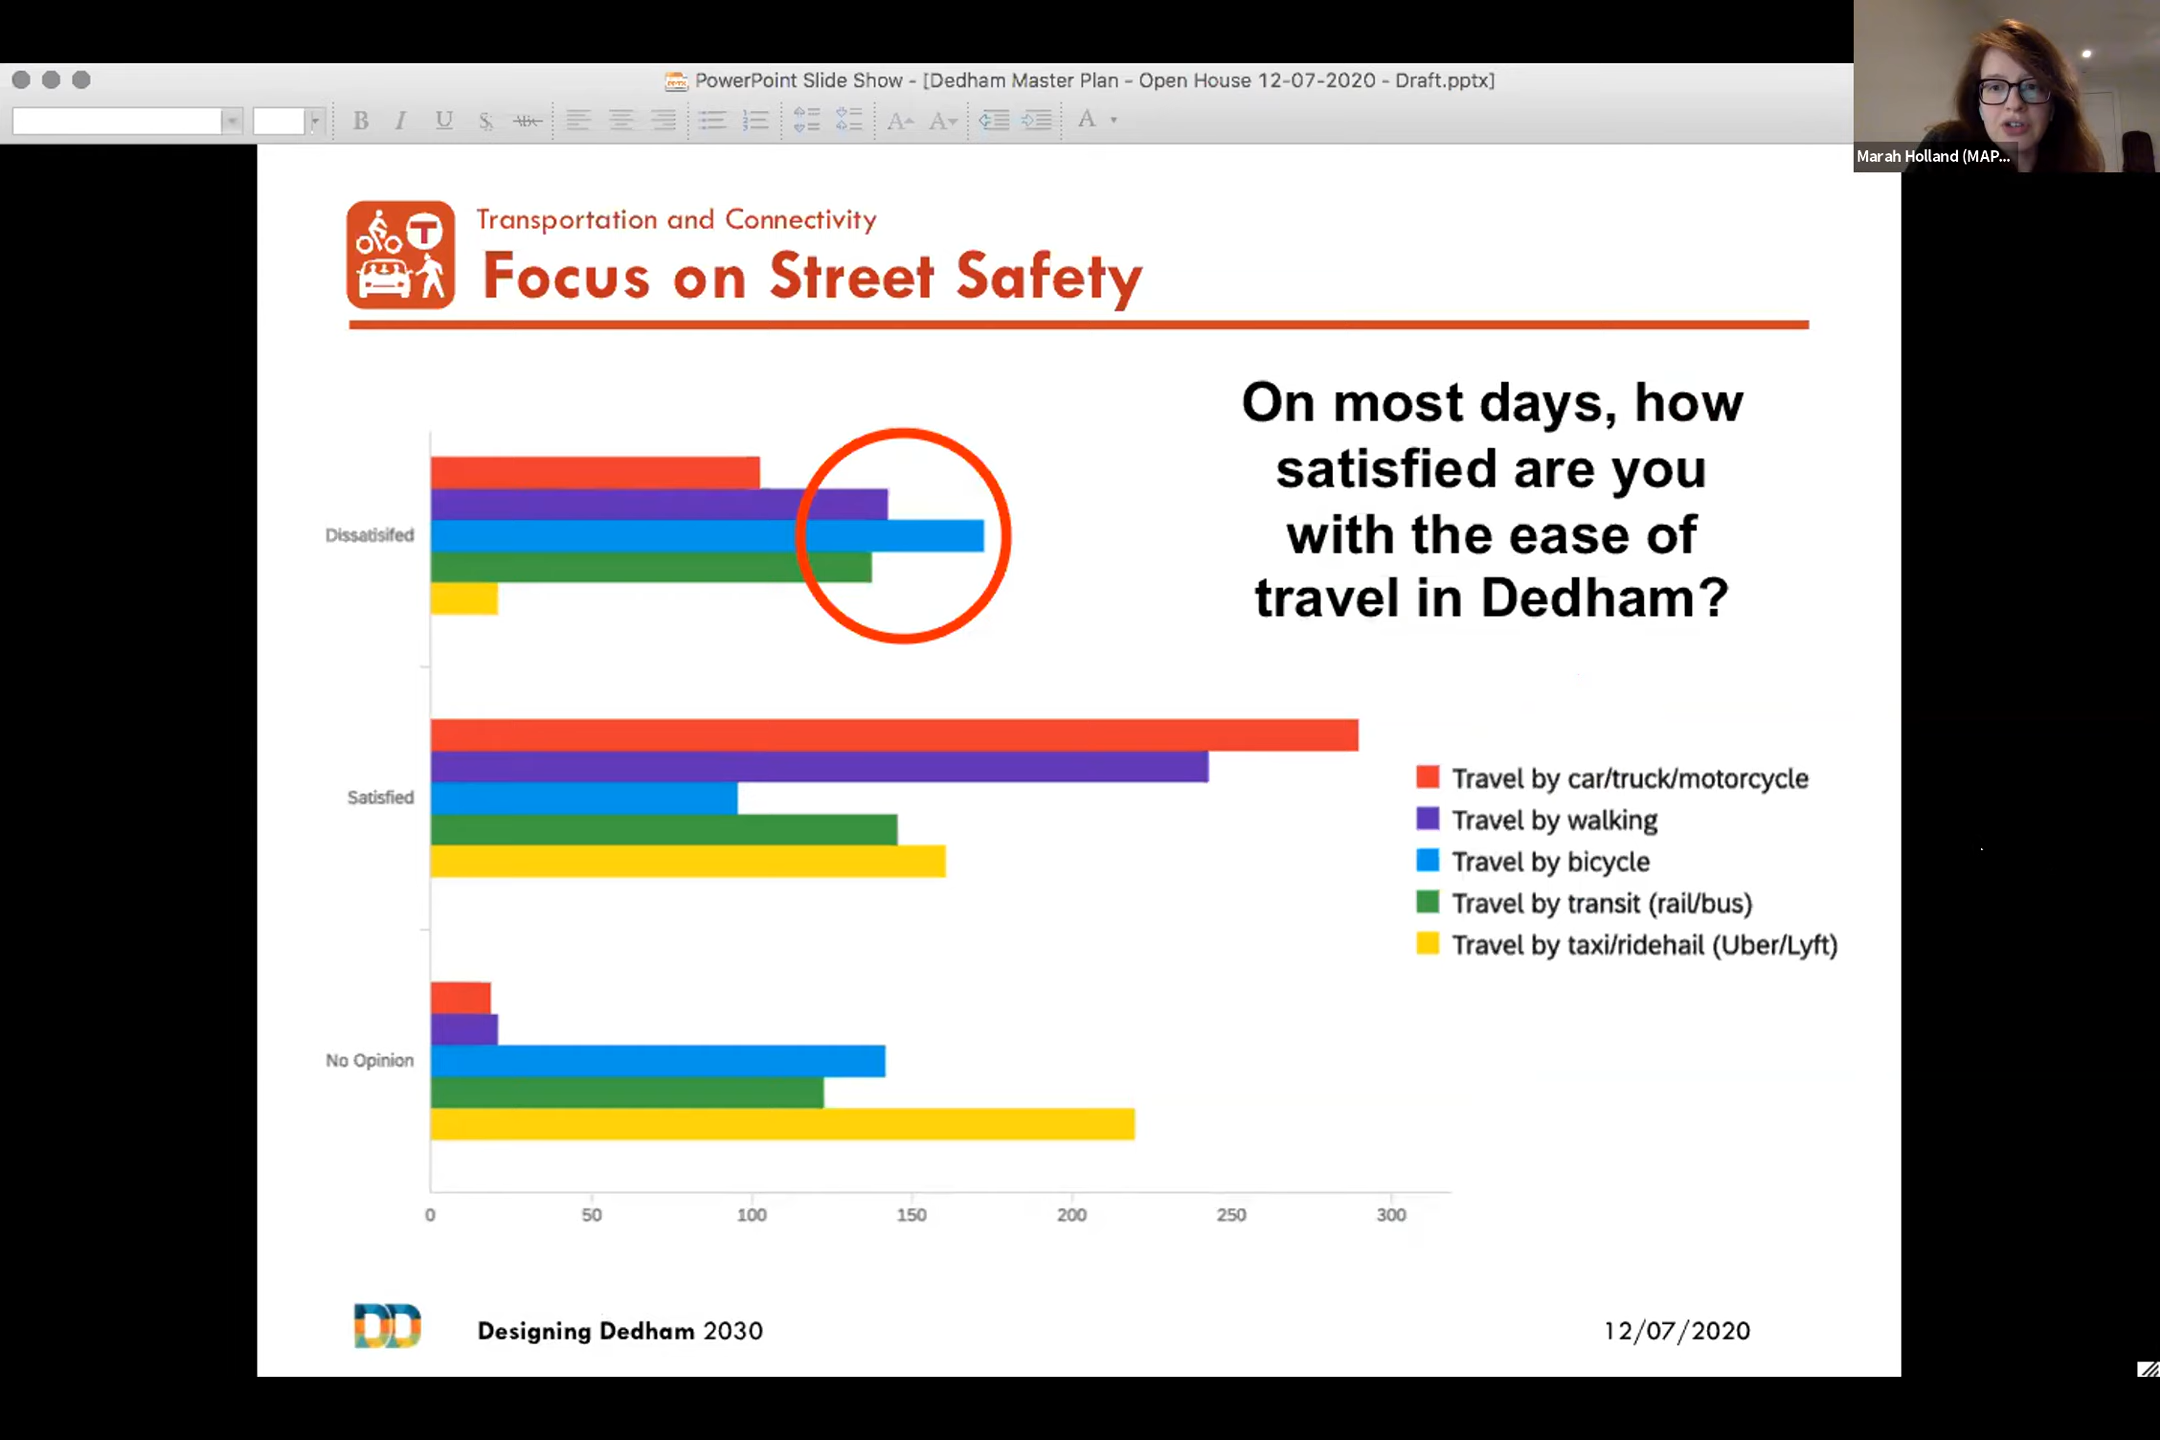 PowerPoint Slide Show - [Dedham Master Plan - Open House 12-07-2020 - Draft.pptx]
B I U S ABC A A A
Marah Holland (MAP...
T
Transportation and Connectivity
Focus on Street Safety
On most days, how
satisfied are you
with the ease of
travel in Dedham?
Dissatisifed
Satisfied
No Opinion
Travel by car/truck/motorcycle
Travel by walking
Travel by bicycle
Travel by transit (rail/bus)
Travel by taxi/ridehail (Uber/Lyft)
0 50 100 150 200 250 300
DD
Designing Dedham 2030
12/07/2020